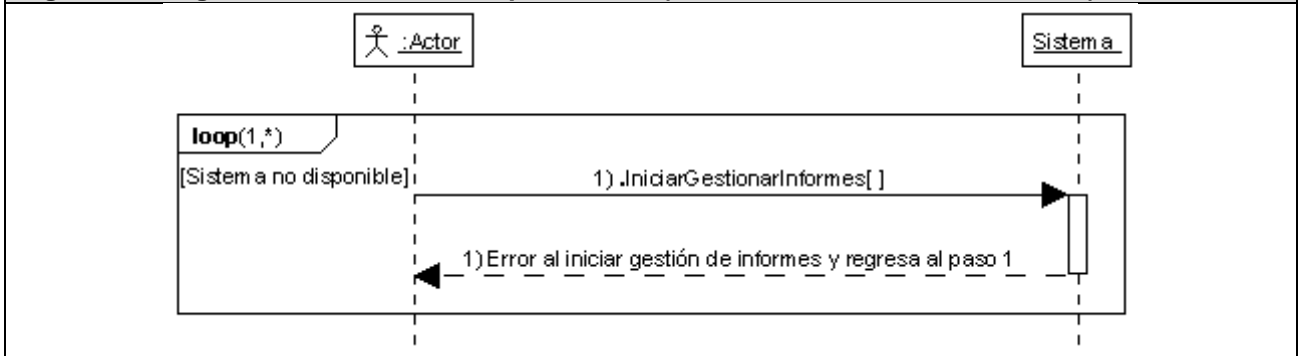 :Actor
Sistema
loop(1,*)
[Sistema no disponible]
1) .IniciarGestionarInformes[ ]
1)Error al iniciar gestión de informes y regresa al paso 1